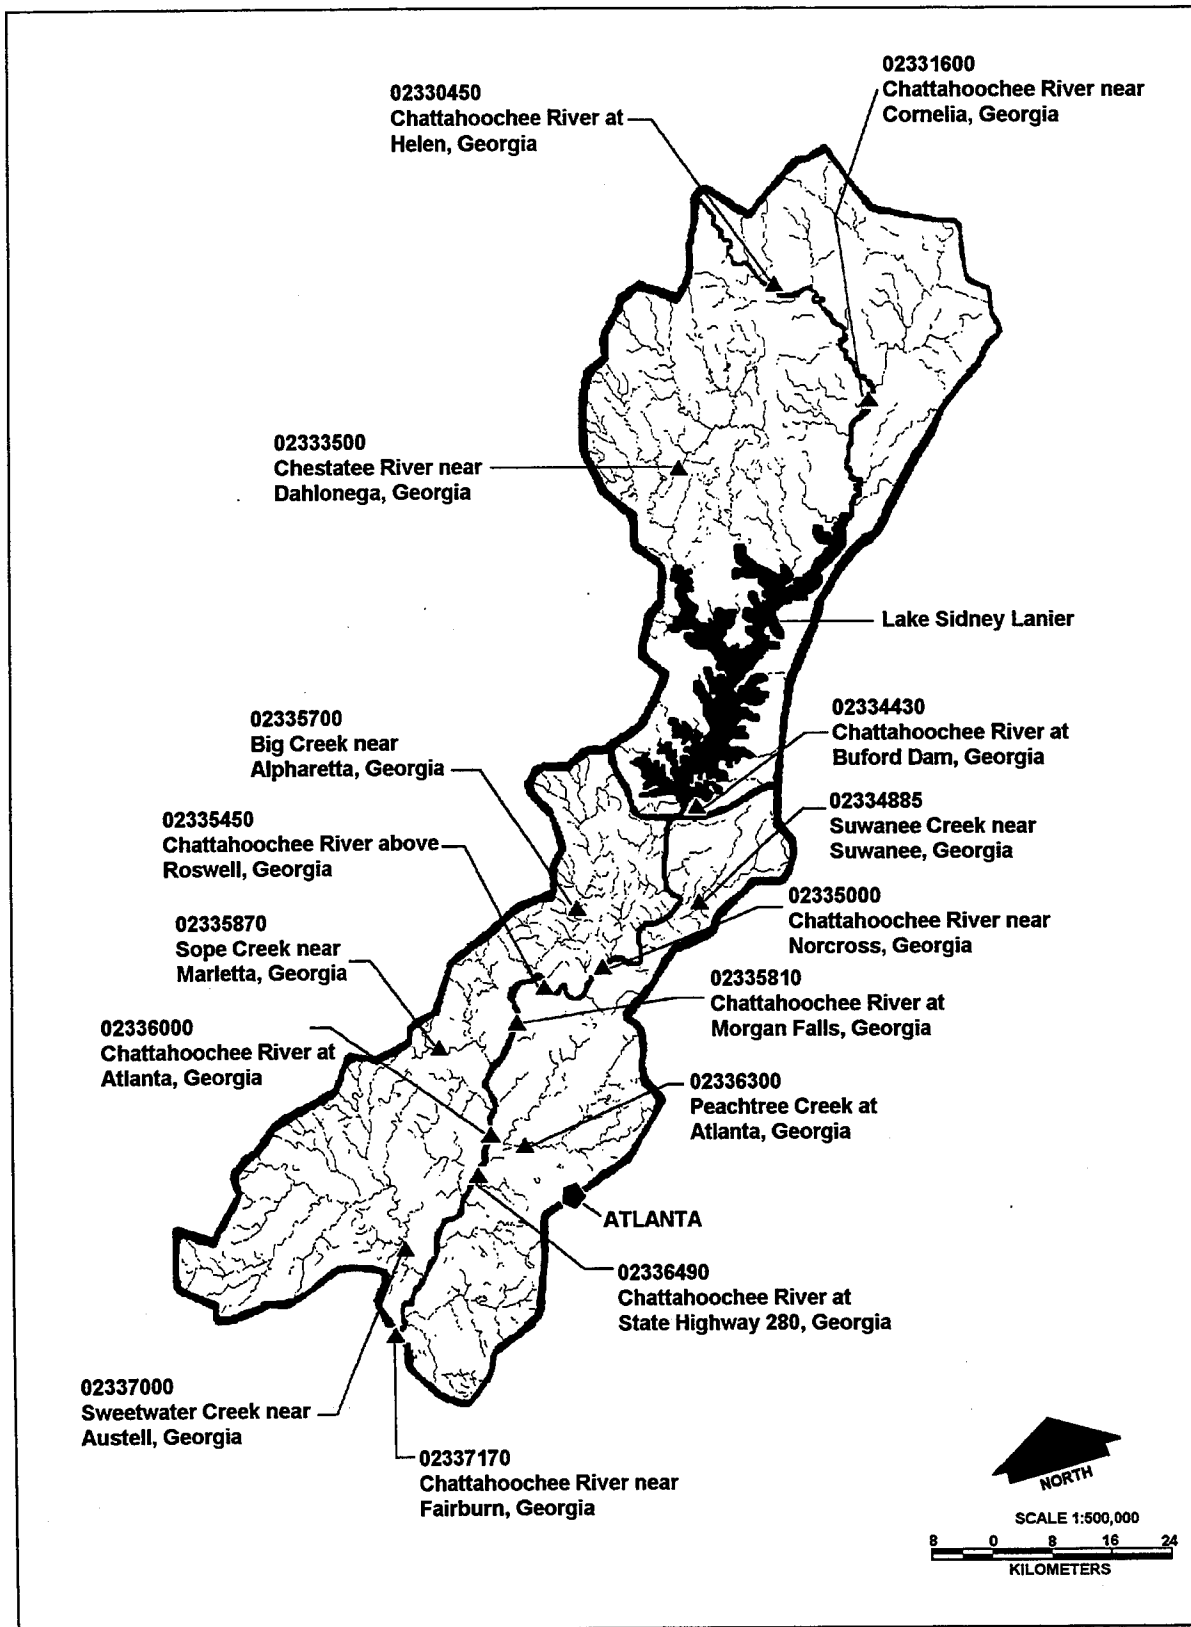 02331600
Chattahoochee River near
Cornelia, Georgia
02330450
Chattahoochee River at
Helen, Georgia
02333500
Chestatee River near
Dahlonega, Georgia
Lake Sidney Lanier
02334430
Chattahoochee River at
Buford Dam, Georgia
02335700
Big Creek near
Alpharetta, Georgia
02334885
Suwanee Creek near
Suwanee, Georgia
02335450
Chattahoochee River above
Roswell, Georgia
02335000
Chattahoochee River near
Norcross, Georgia
02335870
Sope Creek near
Marletta, Georgia
02335810
Chattahoochee River at
Morgan Falls, Georgia
02336000
Chattahoochee River at
Atlanta, Georgia
02336300
Peachtree Creek at
Atlanta, Georgia
ATLANTA
02336490
Chattahoochee River at
State Highway 280, Georgia
02337000
Sweetwater Creek near
Austell, Georgia
02337170
Chattahoochee River near
Fairburn, Georgia
NORTH
SCALE 1:500,000
8 0 8 16 24
KILOMETERS